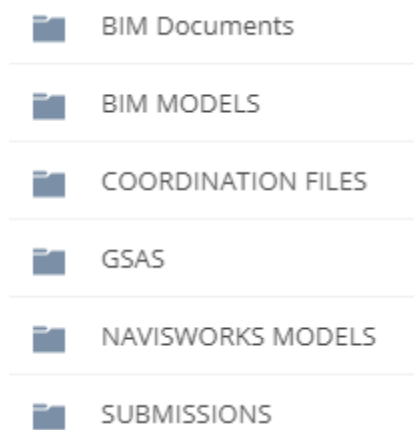 BIM Documents
BIM MODELS
COORDINATION FILES
GSAS
NAVISWORKS MODELS
SUBMISSIONS